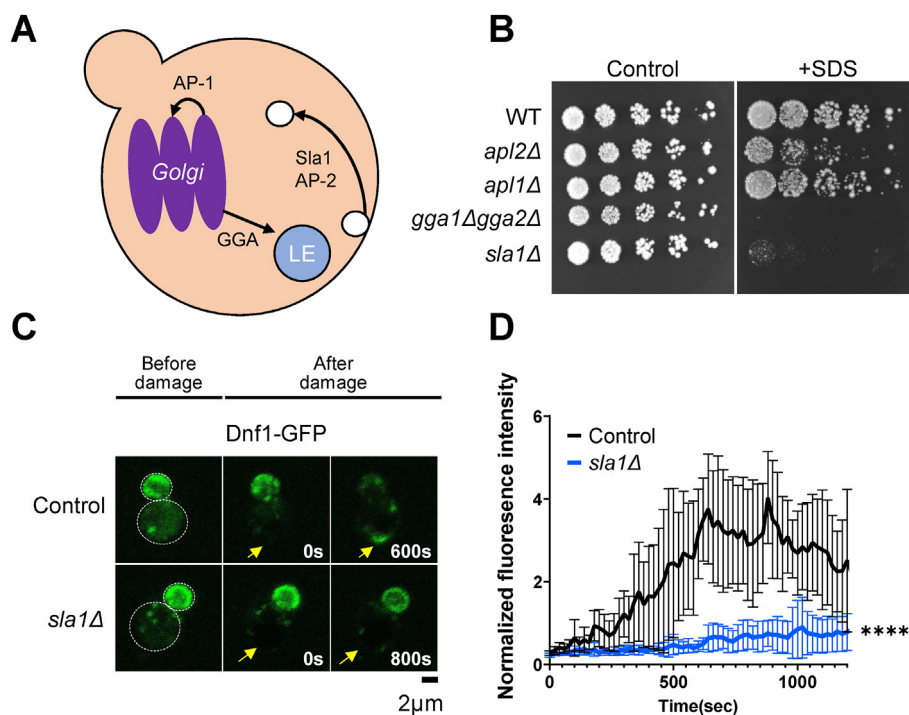 A
AP-1
Golgi
Sla1
AP-2
GGA
LE
B
Control
+SDS
WT
apl2Δ
apl1Δ
gga1Δgga2Δ
sla1Δ
C
Before
damage
After
damage
Dnf1-GFP
Control
0s
600s
sla1Δ
0s
800s
2μm
D
Normalized fluoresence intensity
6
4
2
0
Control
sla1Δ
****
0
500
1000
Time(sec)